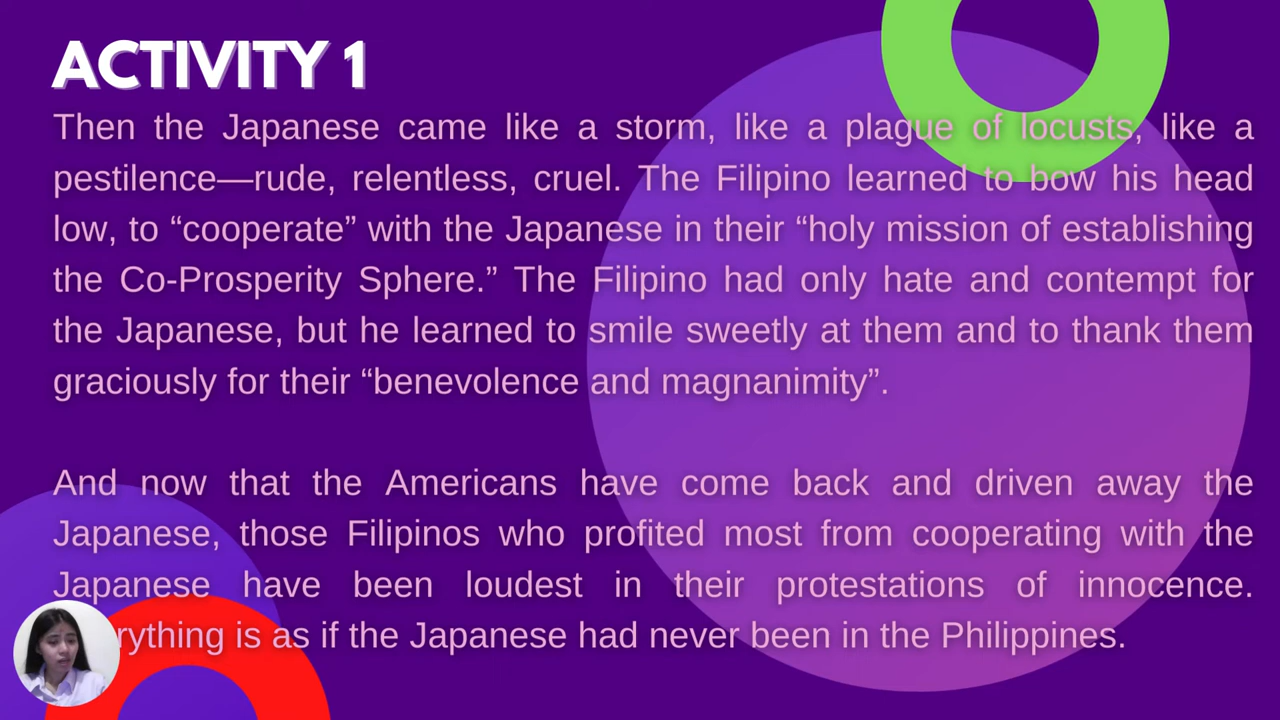 ACTIVITY 1
Then the Japanese came like a storm, like a plague of locusts, like a
pestilence—rude, relentless, cruel. The Filipino learned to bow his head
low, to “cooperate” with the Japanese in their “holy mission of establishing
the Co-Prosperity Sphere.” The Filipino had only hate and contempt for
the Japanese, but he learned to smile sweetly at them and to thank them
graciously for their “benevolence and magnanimity”.
And now that the Americans have come back and driven away the
Japanese, those Filipinos who profited most from cooperating with the
Japanese have been loudest in their protestations of innocence.
rything is as if the Japanese had never been in the Philippines.